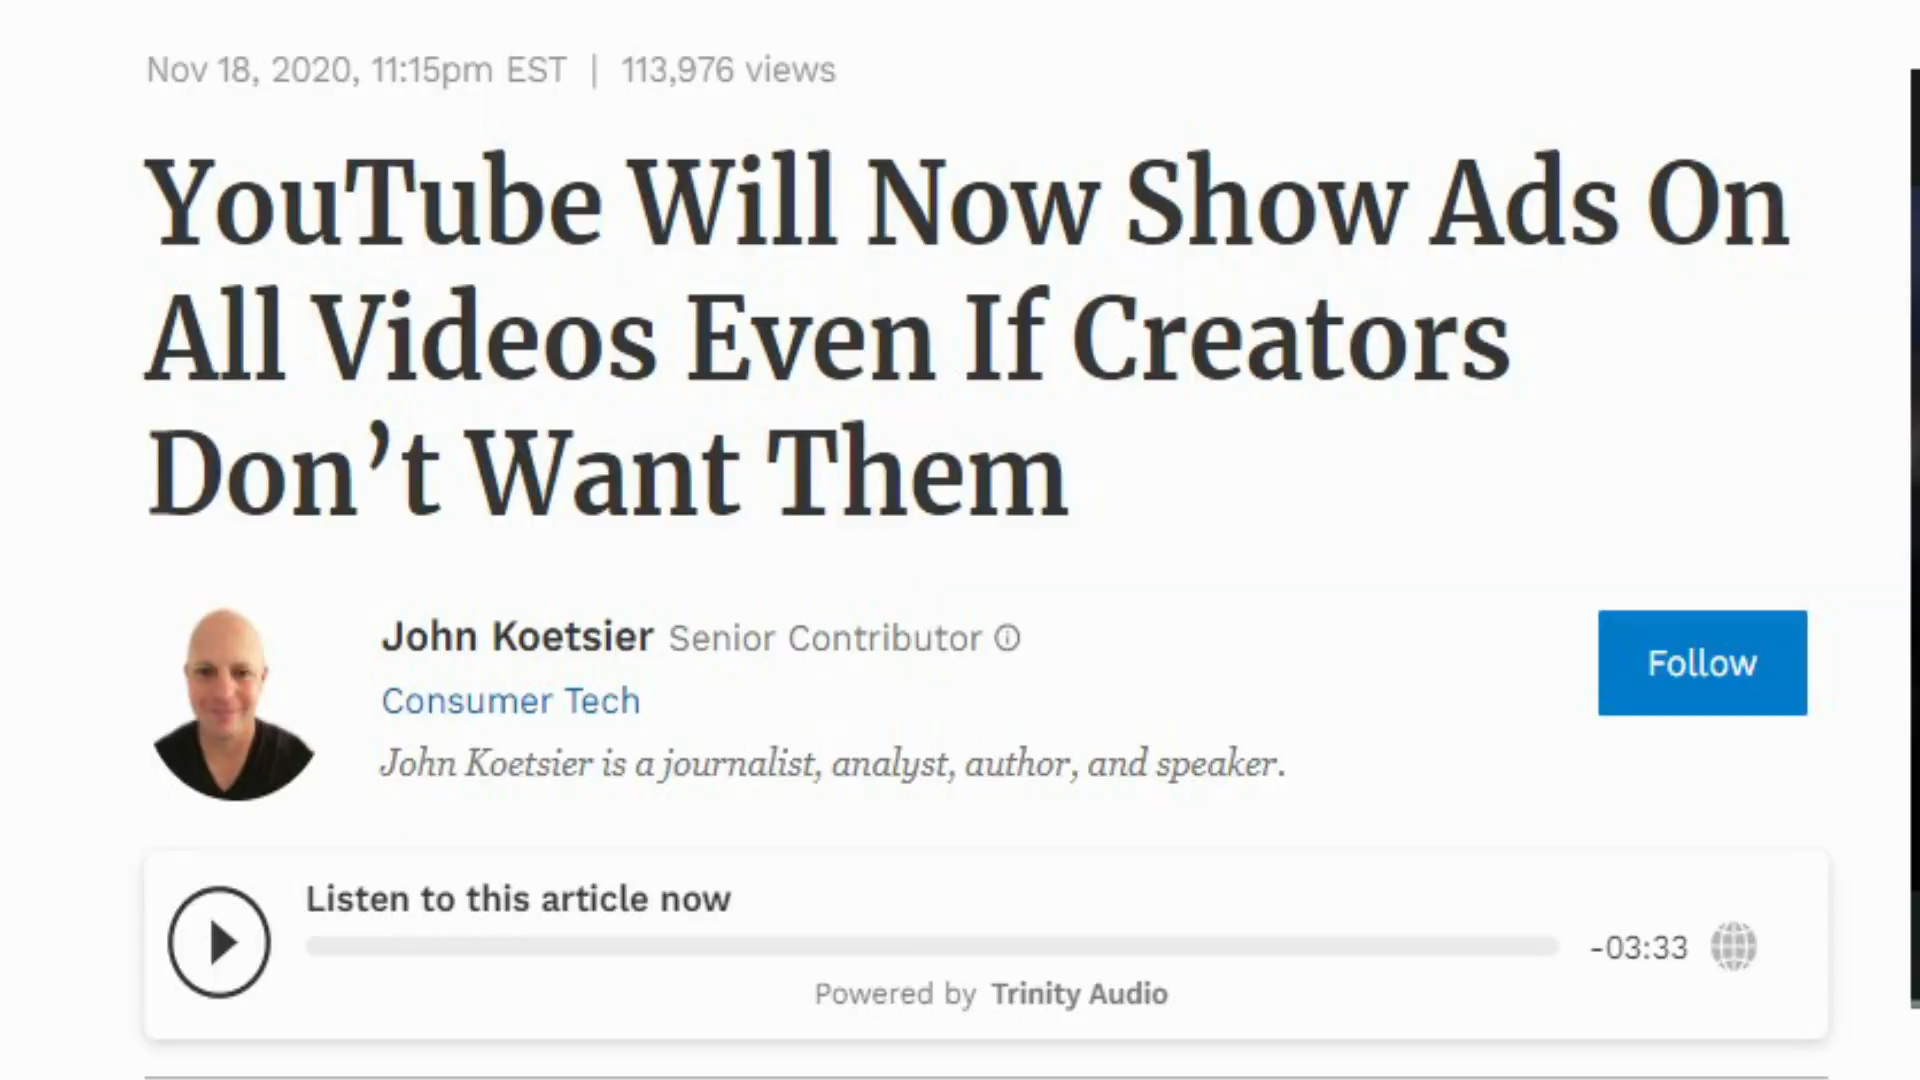 Nov 18, 2020, 11:15pm EST | 113,976 views
YouTube Will Now Show Ads On
All Videos Even If Creators
Don’t Want Them
John Koetsier Senior Contributor
Follow
Consumer Tech
John Koetsier is a journalist, analyst, author, and speaker.
Listen to this article now
-03:33
Powered by Trinity Audio